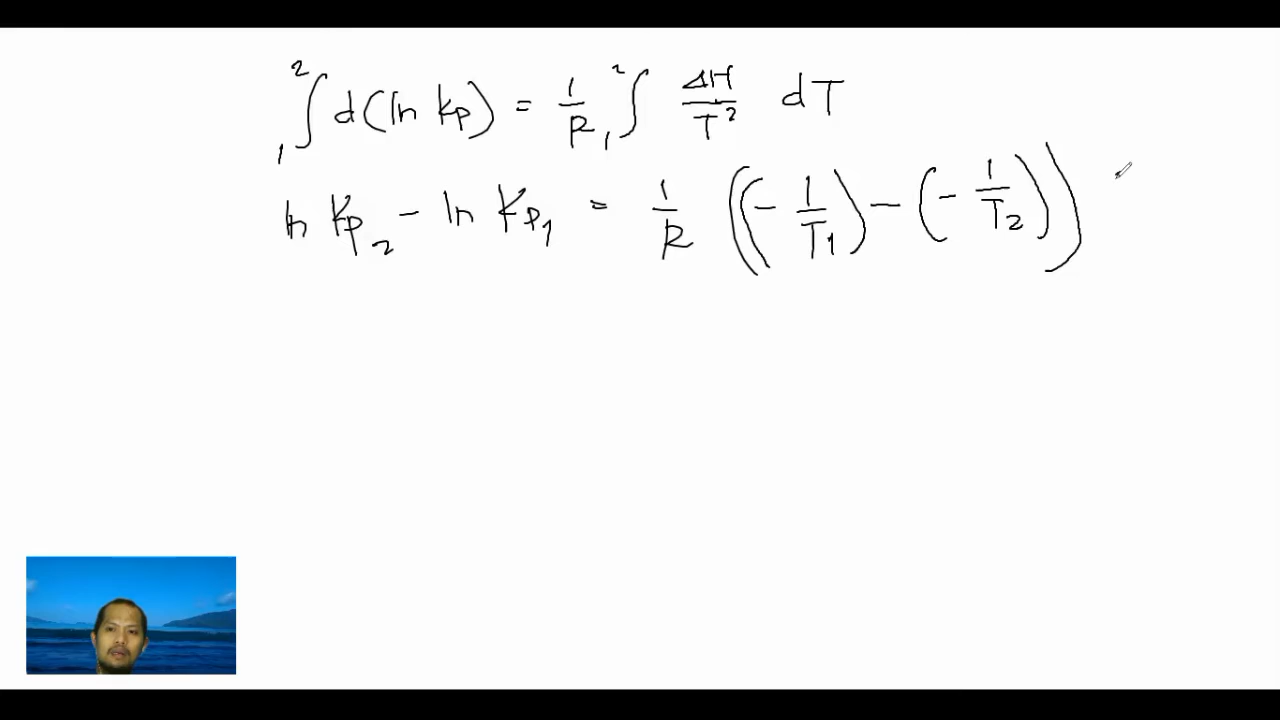 ₁∫² d(ln Kp) = 1/R ₁∫² ΔH/T² dT
ln Kp₂ - ln Kp₁ = 1/R ((-1/T₁) - (-1/T₂))